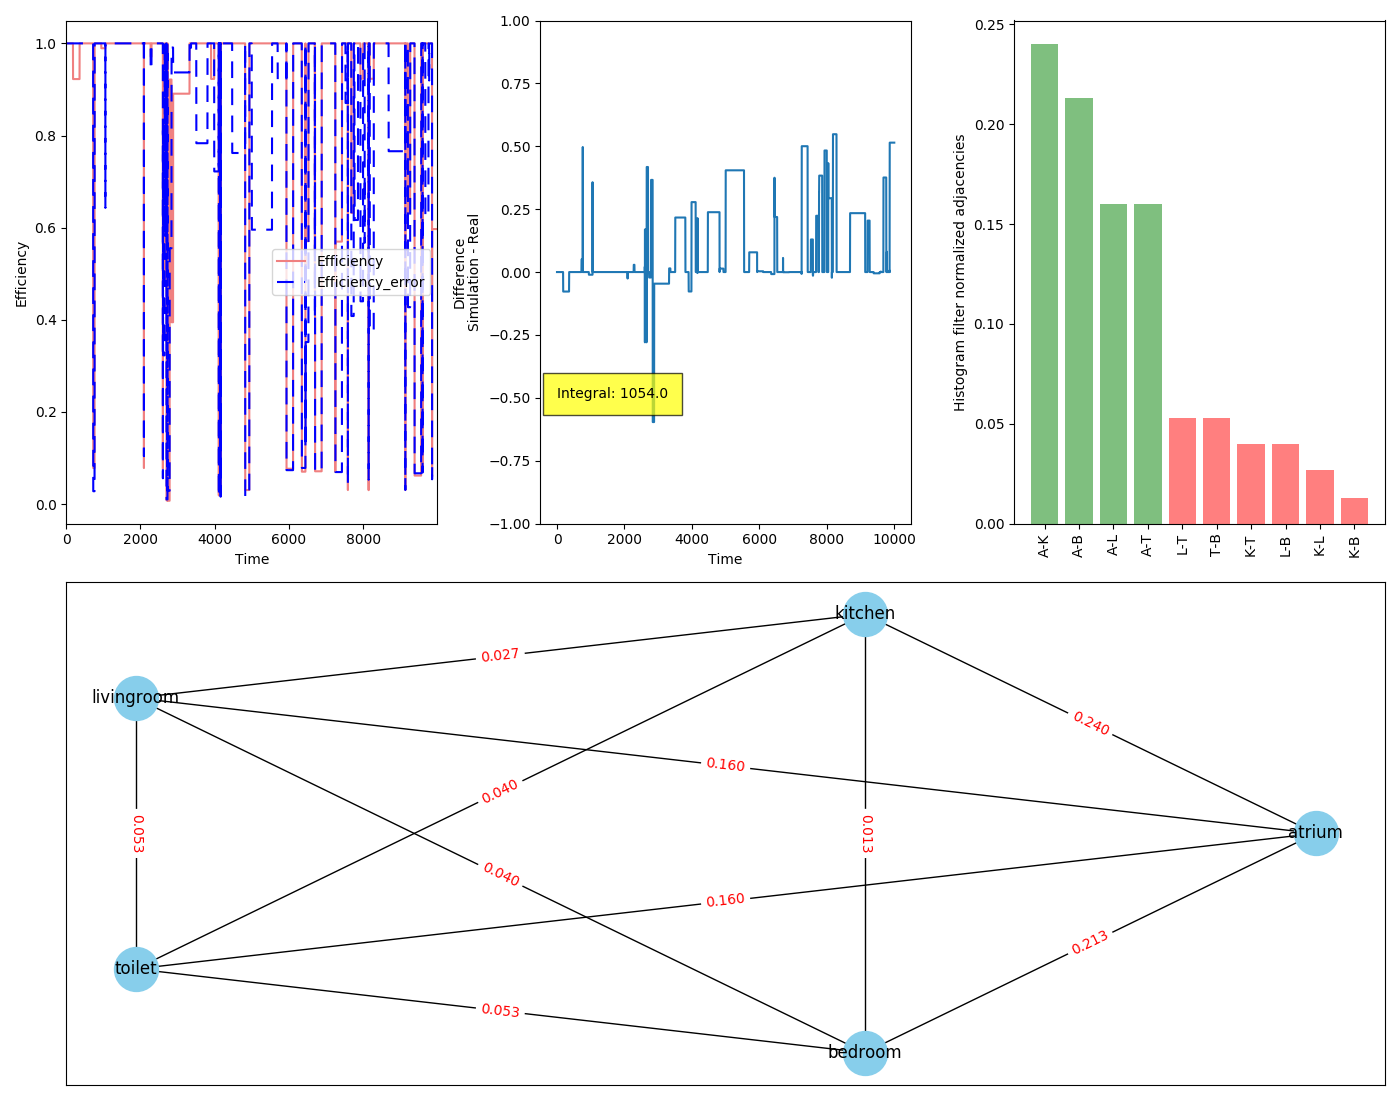 1.0
0.8
0.6
0.4
0.2
0.0
Efficiency
0 2000 4000 6000 8000
Time
Efficiency
Efficiency_error
1.00
0.75
0.50
0.25
0.00
−0.25
−0.50
−0.75
−1.00
Difference
Simulation - Real
Integral: 1054.0
0 2000 4000 6000 8000 10000
Time
0.25
0.20
0.15
0.10
0.05
0.00
Histogram filter normalized adjacencies
A-K A-B A-L A-T L-T T-B K-T L-B K-L K-B
kitchen
0.027
livingroom
0.240
0.160
0.040
0.053
0.013
atrium
0.040
0.160
0.213
toilet
0.053
bedroom